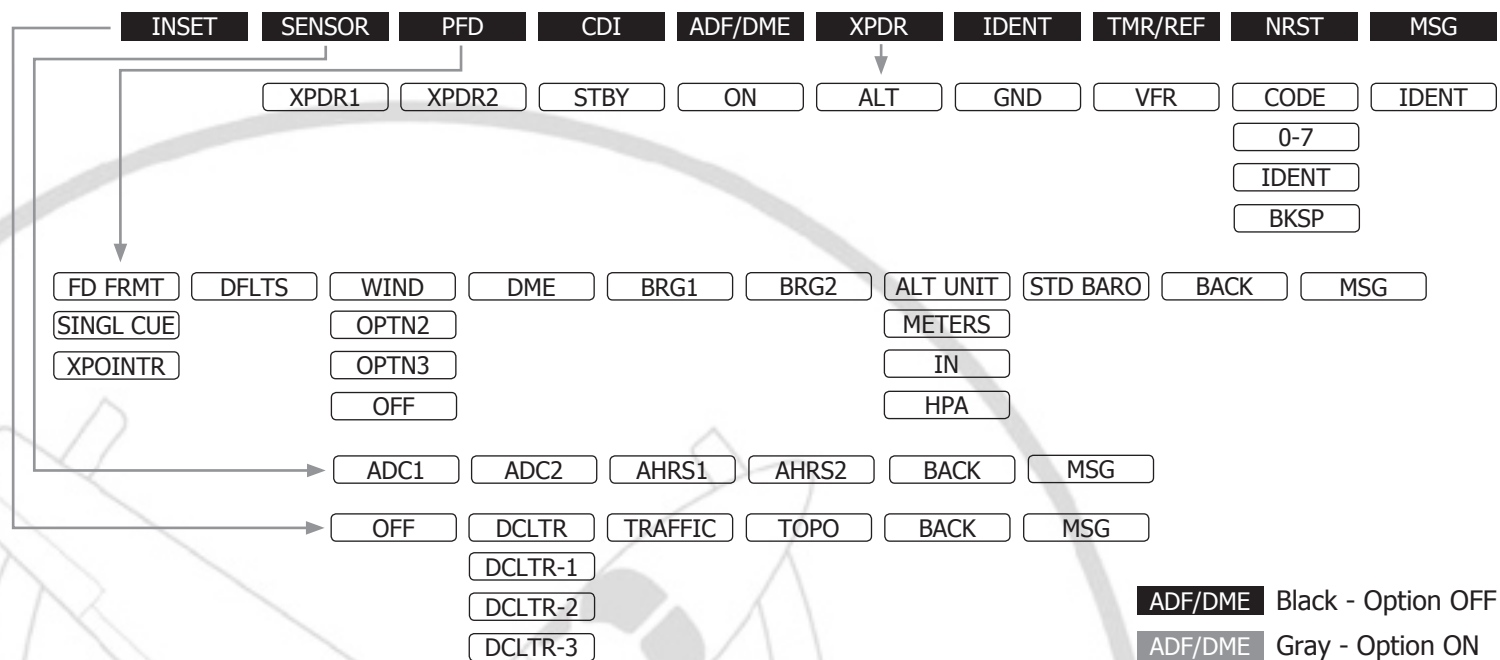 INSET SENSOR PFD CDI ADF/DME XPDR IDENT TMR/REF NRST MSG
XPDR1 XPDR2 STBY ON ALT GND VFR CODE IDENT
0-7
IDENT
BKSP
FD FRMT DFLTS WIND DME BRG1 BRG2 ALT UNIT STD BARO BACK MSG
SINGL CUE OPTN2 METERS
XPOINTR OPTN3 IN
OFF HPA
ADC1 ADC2 AHRS1 AHRS2 BACK MSG
OFF DCLTR TRAFFIC TOPO BACK MSG
DCLTR-1
DCLTR-2
DCLTR-3
ADF/DME Black - Option OFF
ADF/DME Gray - Option ON